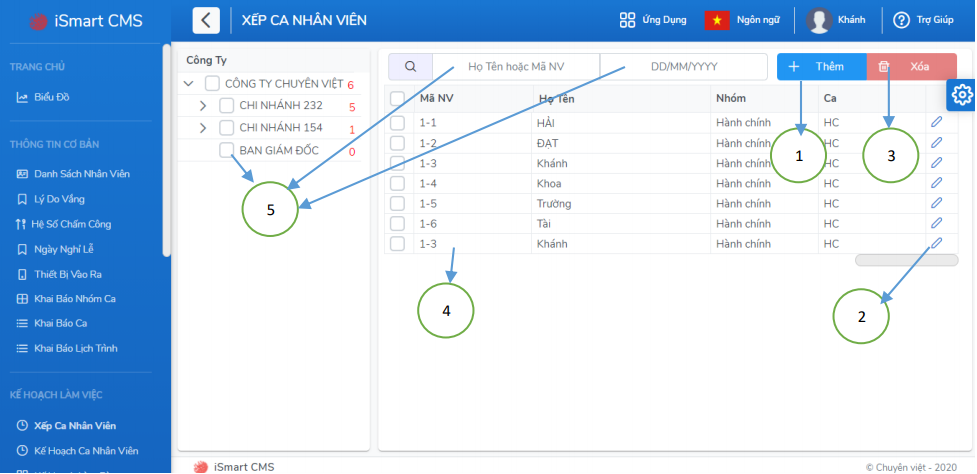 iSmart CMS
XẾP CA NHÂN VIÊN
Ứng Dụng
Ngôn ngữ
Khánh
Trợ Giúp
TRANG CHỦ
Biểu Đồ
THÔNG TIN CƠ BẢN
Danh Sách Nhân Viên
Lý Do Vắng
Hệ Số Chấm Công
Ngày Nghỉ Lễ
Thiết Bị Vào Ra
Khai Báo Nhóm Ca
Khai Báo Ca
Khai Báo Lịch Trình
KẾ HOẠCH LÀM VIỆC
Xếp Ca Nhân Viên
Kế Hoạch Ca Nhân Viên
Công Ty
CÔNG TY CHUYÊN VIỆT 6
CHI NHÁNH 232 5
CHI NHÁNH 154 1
BAN GIÁM ĐỐC 0
5
Họ Tên hoặc Mã NV DD/MM/YYYY
+ Thêm
Xóa
Mã NV Họ Tên Nhóm Ca
1-1 HẢI Hành chính HC
1-2 ĐẠT Hành chính HC
1-3 Khánh Hành chính HC
1-4 Khoa Hành chính HC
1-5 Trường Hành chính HC
1-6 Tài Hành chính HC
1-3 Khánh Hành chính HC
1
3
4
2
iSmart CMS
© Chuyên việt - 2020